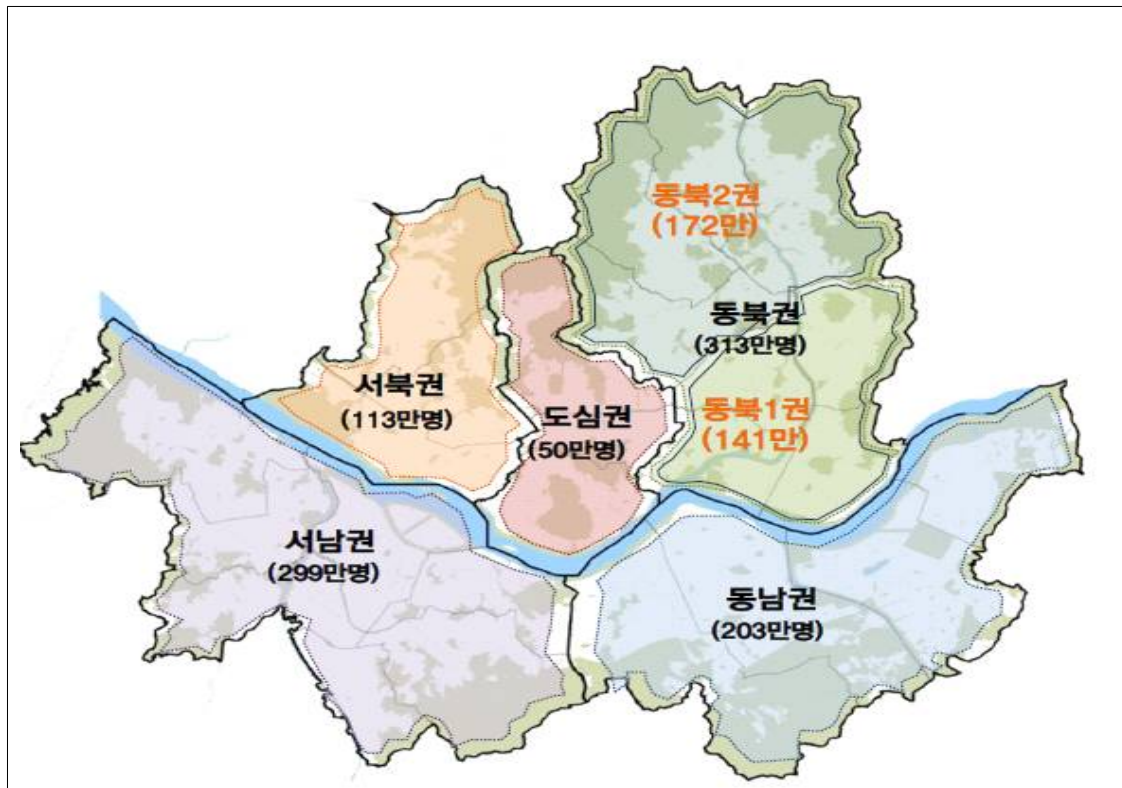 동북2권
(172만)
동북권
(313만명)
서북권
(113만명)
도심권
(50만명)
동북1권
(141만)
서남권
(299만명)
동남권
(203만명)